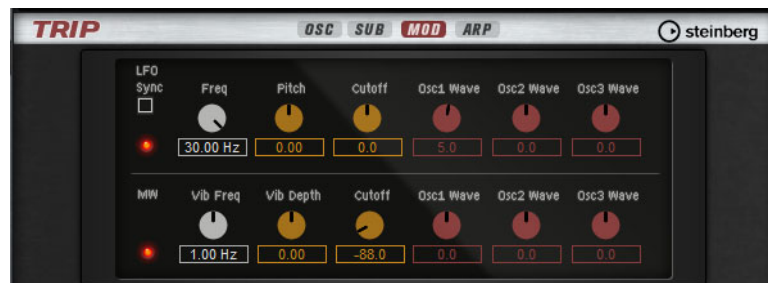 TRIP OSC SUB MOD ARP steinberg
LFO
Sync Freq Pitch Cutoff Osc1 Wave Osc2 Wave Osc3 Wave
30.00 Hz 0.00 0.0 5.0 0.0 0.0
MW Vib Freq Vib Depth Cutoff Osc1 Wave Osc2 Wave Osc3 Wave
1.00 Hz 0.00 -88.0 0.0 0.0 0.0